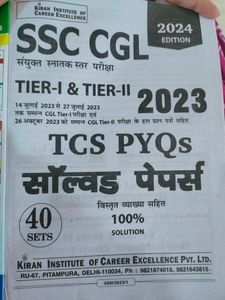 KIRAN INSTITUTE OF
CAREER EXCELLENCE
2024
EDITION
SSC CGL
संयुक्त स्नातक स्तर परीक्षा
TIER-I & TIER-II
14 जुलाई 2023 से 27 जुलाई 2023
तक सम्पन्न CGL Tier-I परीक्षा एवं
26 अक्टूबर 2023 को सम्पन्न CGL Tier-II परीक्षा के हल प्रश्न पत्रों सहित
2023
TCS PYQs
सॉल्वड पेपर्स
विस्तृत व्याख्या सहित
40
SETS
100%
SOLUTION
KIRAN INSTITUTE OF CAREER EXCELLENCE PVT. LTD.
RU-67, PITAMPURA, DELHI-110034, Ph : 9821874015, 9821643815